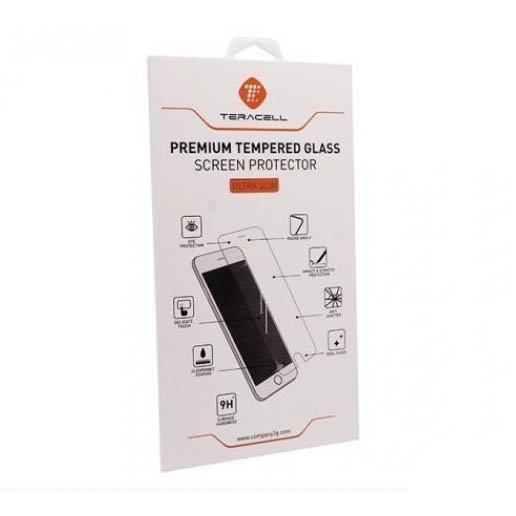 TERACELL
PREMIUM TEMPERED GLASS
SCREEN PROTECTOR
ULTRA SLIM
EYE
PROTECTION
ROUND ANGLE
IMPACT & SCRATCH
PROTECTION
DELICATE
TOUCH
ANTI
SHATTER
OLEOPHOBIC
COATING
REAL GLASS
9H
SURFACE
HARDNESS
www.company3g.com